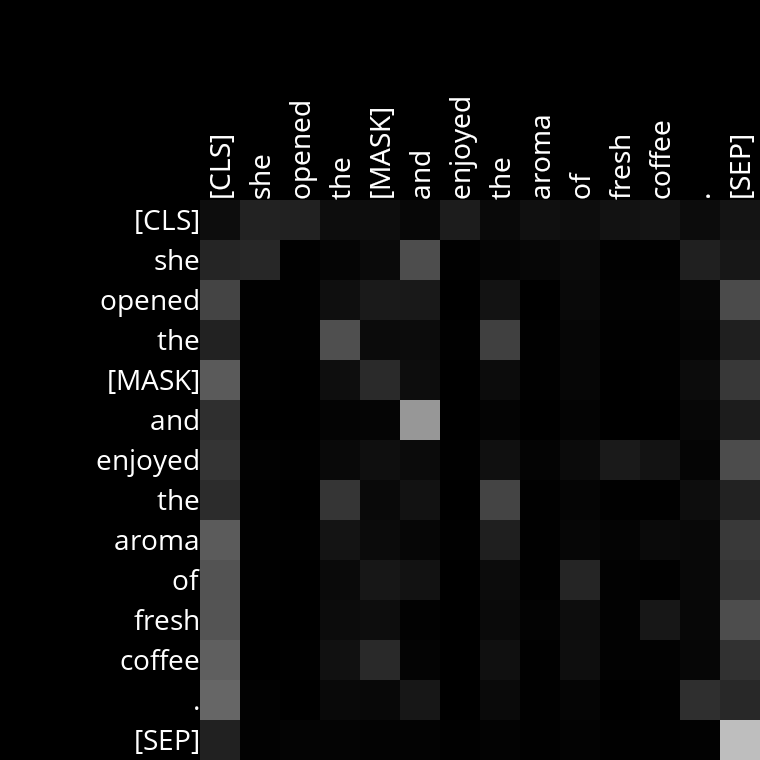 [CLS] she opened the [MASK] and enjoyed the aroma of fresh coffee . [SEP]
[CLS]
she
opened
the
[MASK]
and
enjoyed
the
aroma
of
fresh
coffee
.
[SEP]